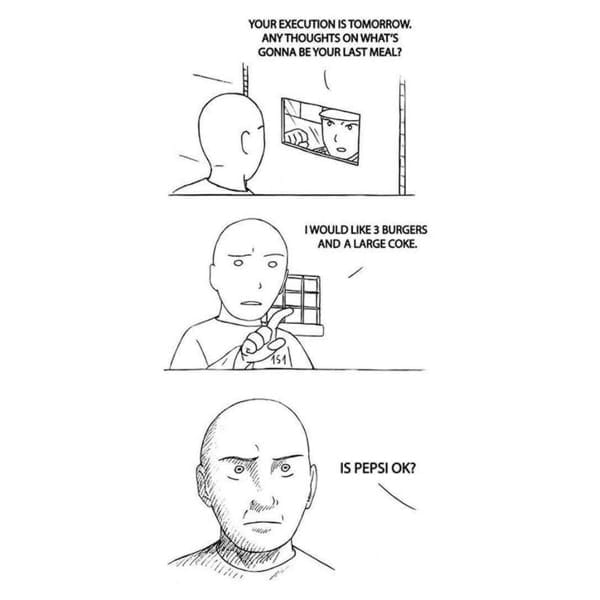 YOUR EXECUTION IS TOMORROW.
ANY THOUGHTS ON WHAT'S
GONNA BE YOUR LAST MEAL?
I WOULD LIKE 3 BURGERS
AND A LARGE COKE.
151
IS PEPSI OK?